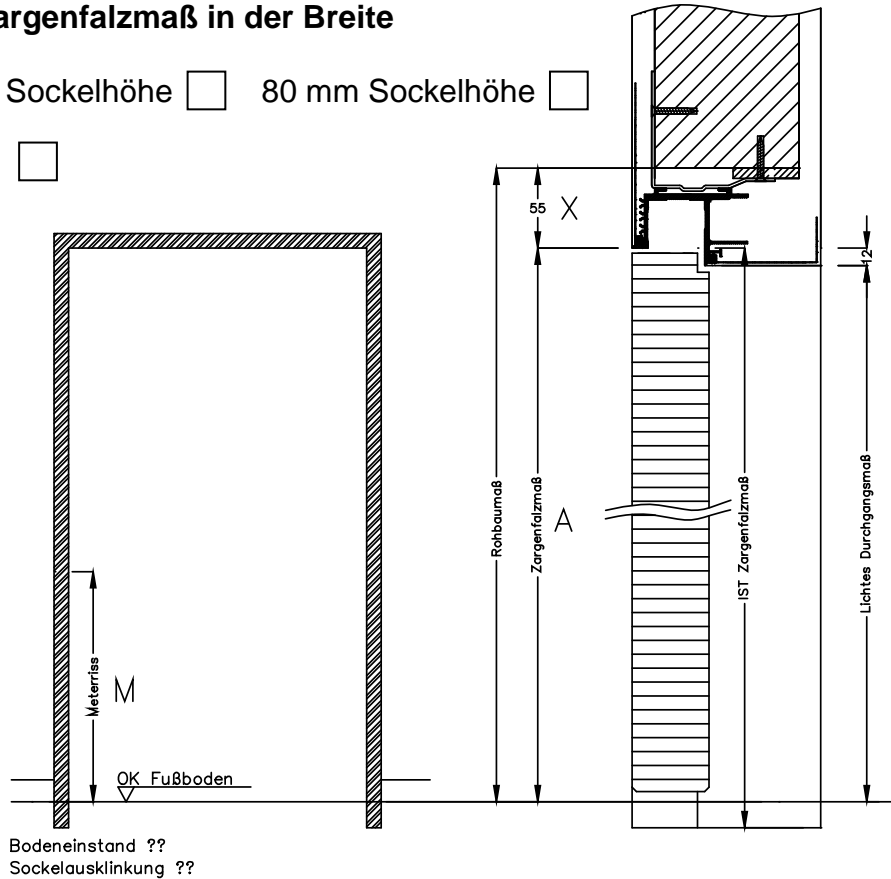 argenfalzmaß in der Breite
Sockelhöhe 80 mm Sockelhöhe
55 X
12
Rohbaumaß
Zargenfalzmaß
A
IST Zargenfalzmaß
Lichtes Durchgangsmaß
Meterriss
M
OK Fußboden
Bodeneinstand ??
Sockelausklinkung ??